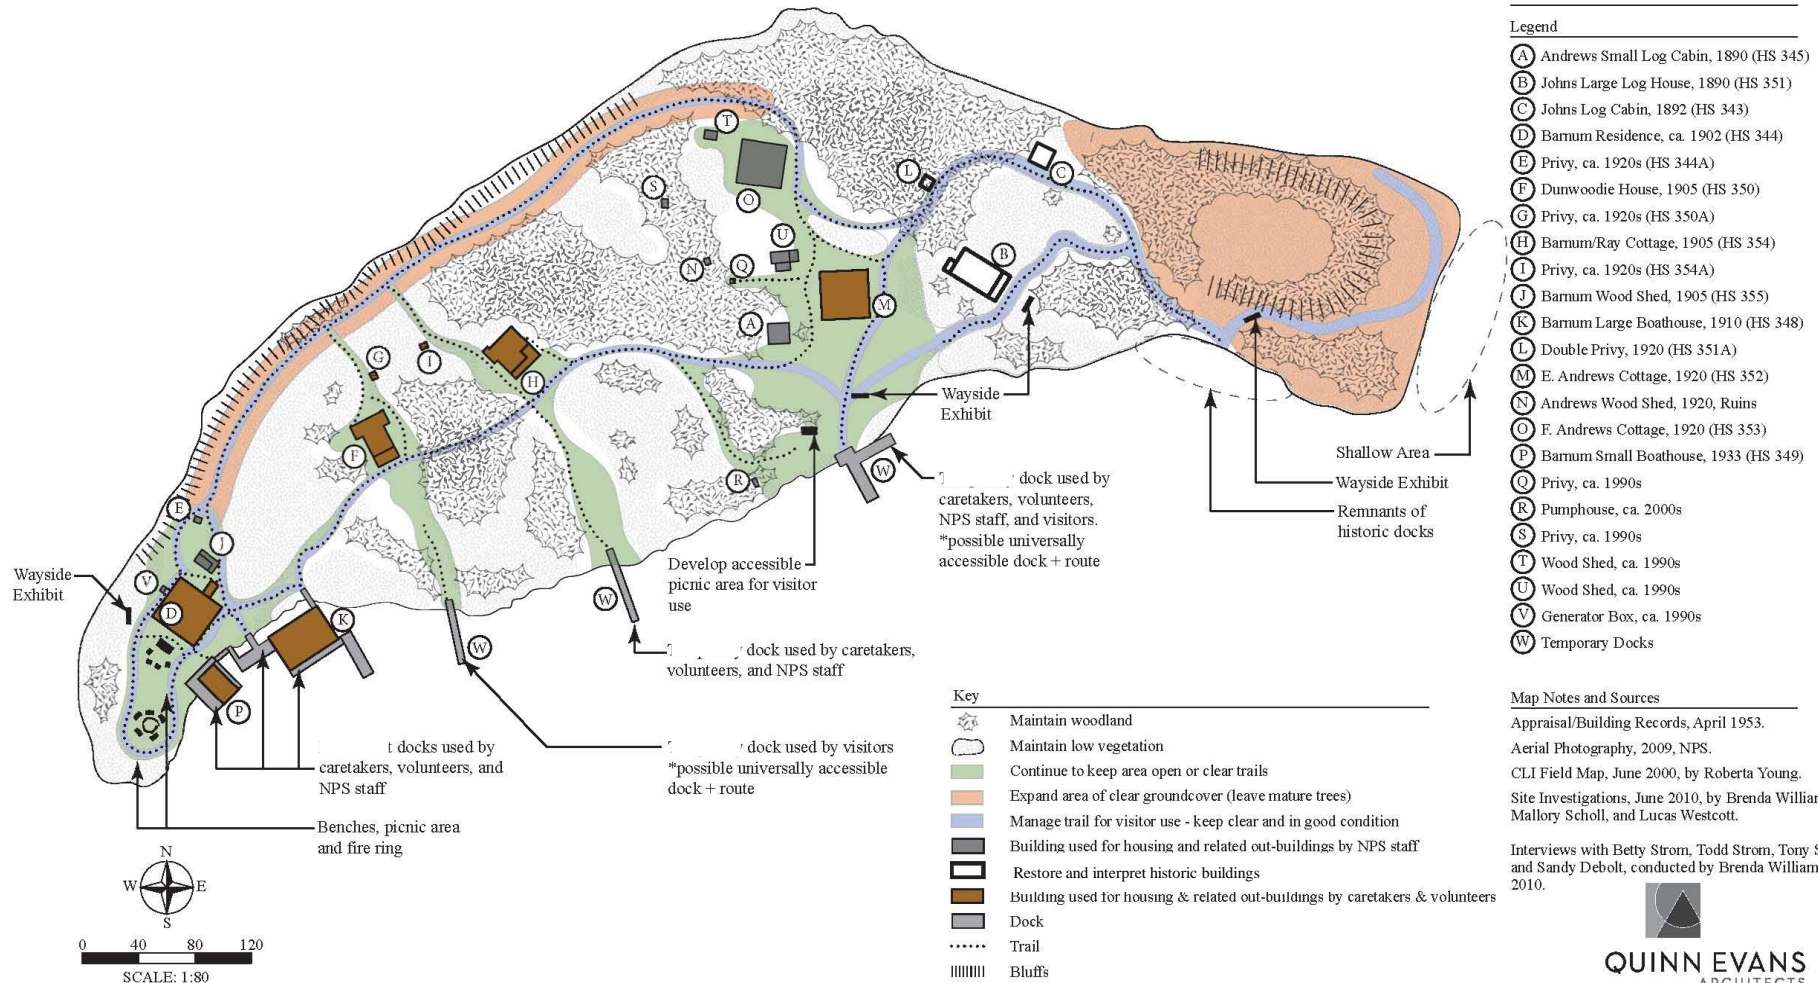 Legend
A Andrews Small Log Cabin, 1890 (HS 345)
B Johns Large Log House, 1890 (HS 351)
C Johns Log Cabin, 1892 (HS 343)
D Barnum Residence, ca. 1902 (HS 344)
E Privy, ca. 1920s (HS 344A)
F Dunwoodie House, 1905 (HS 350)
G Privy, ca. 1920s (HS 350A)
H Barnum/Ray Cottage, 1905 (HS 354)
I Privy, ca. 1920s (HS 354A)
J Barnum Wood Shed, 1905 (HS 355)
K Barnum Large Boathouse, 1910 (HS 348)
L Double Privy, 1920 (HS 351A)
M E. Andrews Cottage, 1920 (HS 352)
N Andrews Wood Shed, 1920, Ruins
O F. Andrews Cottage, 1920 (HS 353)
P Barnum Small Boathouse, 1933 (HS 349)
Q Privy, ca. 1990s
R Pumphouse, ca. 2000s
S Privy, ca. 1990s
T Wood Shed, ca. 1990s
U Wood Shed, ca. 1990s
V Generator Box, ca. 1990s
W Temporary Docks
T
S
O
L
C
U
N
Q
B
M
A
G
I
H
F
R
W
E
J
V
D
K
W
W
P
Wayside
Exhibit
Shallow Area
Wayside Exhibit
Remnants of
historic docks
dock used by
caretakers, volunteers,
NPS staff, and visitors.
*possible universally
accessible dock + route
Develop accessible
picnic area for visitor
use
Wayside
Exhibit
dock used by caretakers,
volunteers, and NPS staff
dock used by visitors
*possible universally accessible
dock + route
docks used by
caretakers, volunteers, and
NPS staff
Benches, picnic area
and fire ring
N
W E
S
0 40 80 120
SCALE: 1:80
Key
Maintain woodland
Maintain low vegetation
Continue to keep area open or clear trails
Expand area of clear groundcover (leave mature trees)
Manage trail for visitor use - keep clear and in good condition
Building used for housing and related out-buildings by NPS staff
Restore and interpret historic buildings
Building used for housing & related out-buildings by caretakers & volunteers
Dock
Trail
Bluffs
Map Notes and Sources
Appraisal/Building Records, April 1953.
Aerial Photography, 2009, NPS.
CLI Field Map, June 2000, by Roberta Young.
Site Investigations, June 2010, by Brenda
Mallory Scholl, and Lucas Westcott.
Interviews with Betty Strom, Todd Strom, Tony
and Sandy Debolt, conducted by Brenda
2010.
QUINN EVANS
ARCHITECTS